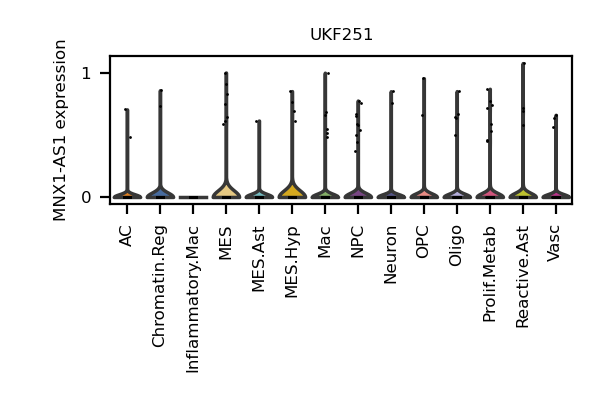 UKF251
MNX1-AS1 expression
1
0
AC
Chromatin.Reg
Inflammatory.Mac
MES
MES.Ast
MES.Hyp
Mac
NPC
Neuron
OPC
Oligo
Prolif.Metab
Reactive.Ast
Vasc